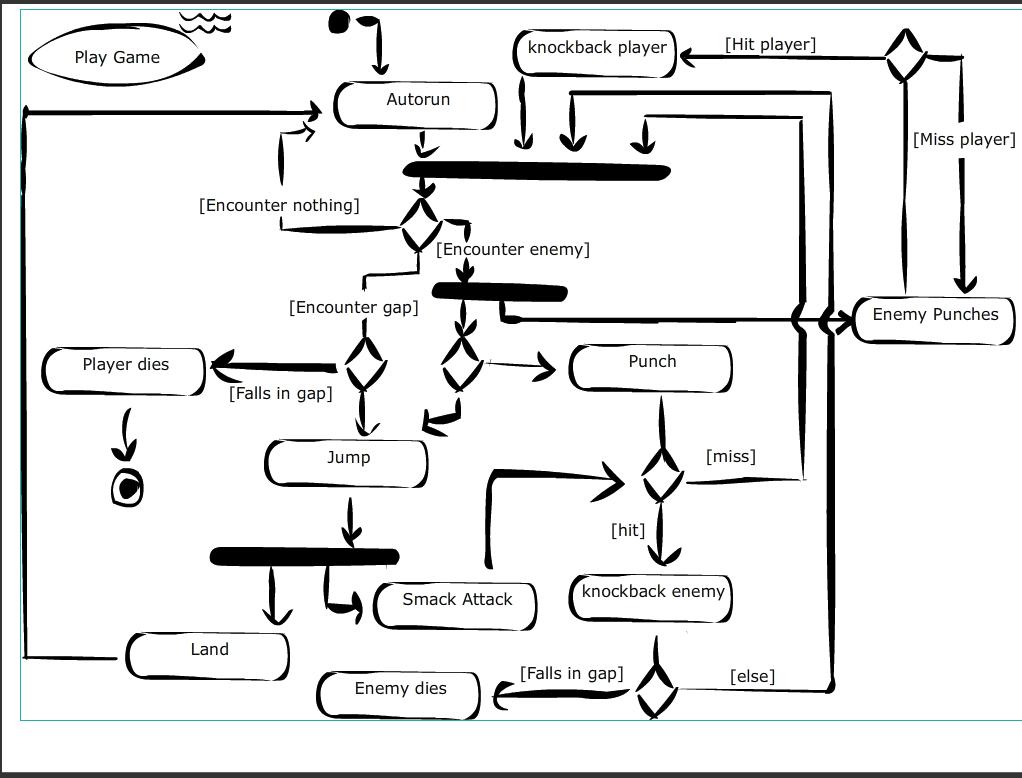 Play Game
knockback player
[Hit player]
Autorun
[Miss player]
[Encounter nothing]
[Encounter enemy]
[Encounter gap]
Enemy Punches
Player dies
Punch
[Falls in gap]
Jump
[miss]
[hit]
Smack Attack
knockback enemy
Land
Enemy dies
[Falls in gap]
[else]